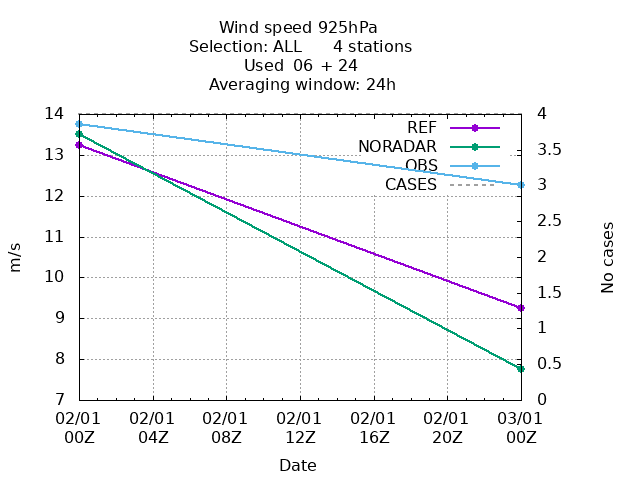 Wind speed 925hPa
Selection: ALL      4 stations
Used  06 + 24
Averaging window: 24h
14
13
12
11
10
9
8
7
m/s
4
3.5
3
2.5
2
1.5
1
0.5
0
No cases
REF
NORADAR
OBS
CASES
02/01 02/01 02/01 02/01 02/01 02/01 03/01
00Z 04Z 08Z 12Z 16Z 20Z 00Z
Date